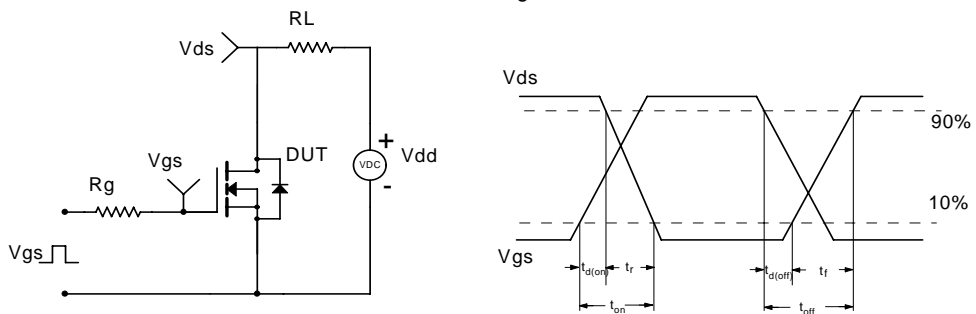 RL
Vds
DUT
Vgs
Rg
VDC
+
-
Vdd
Vgs
Vds
90%
10%
Vgs
td(on)
tr
td(off)
tf
ton
toff